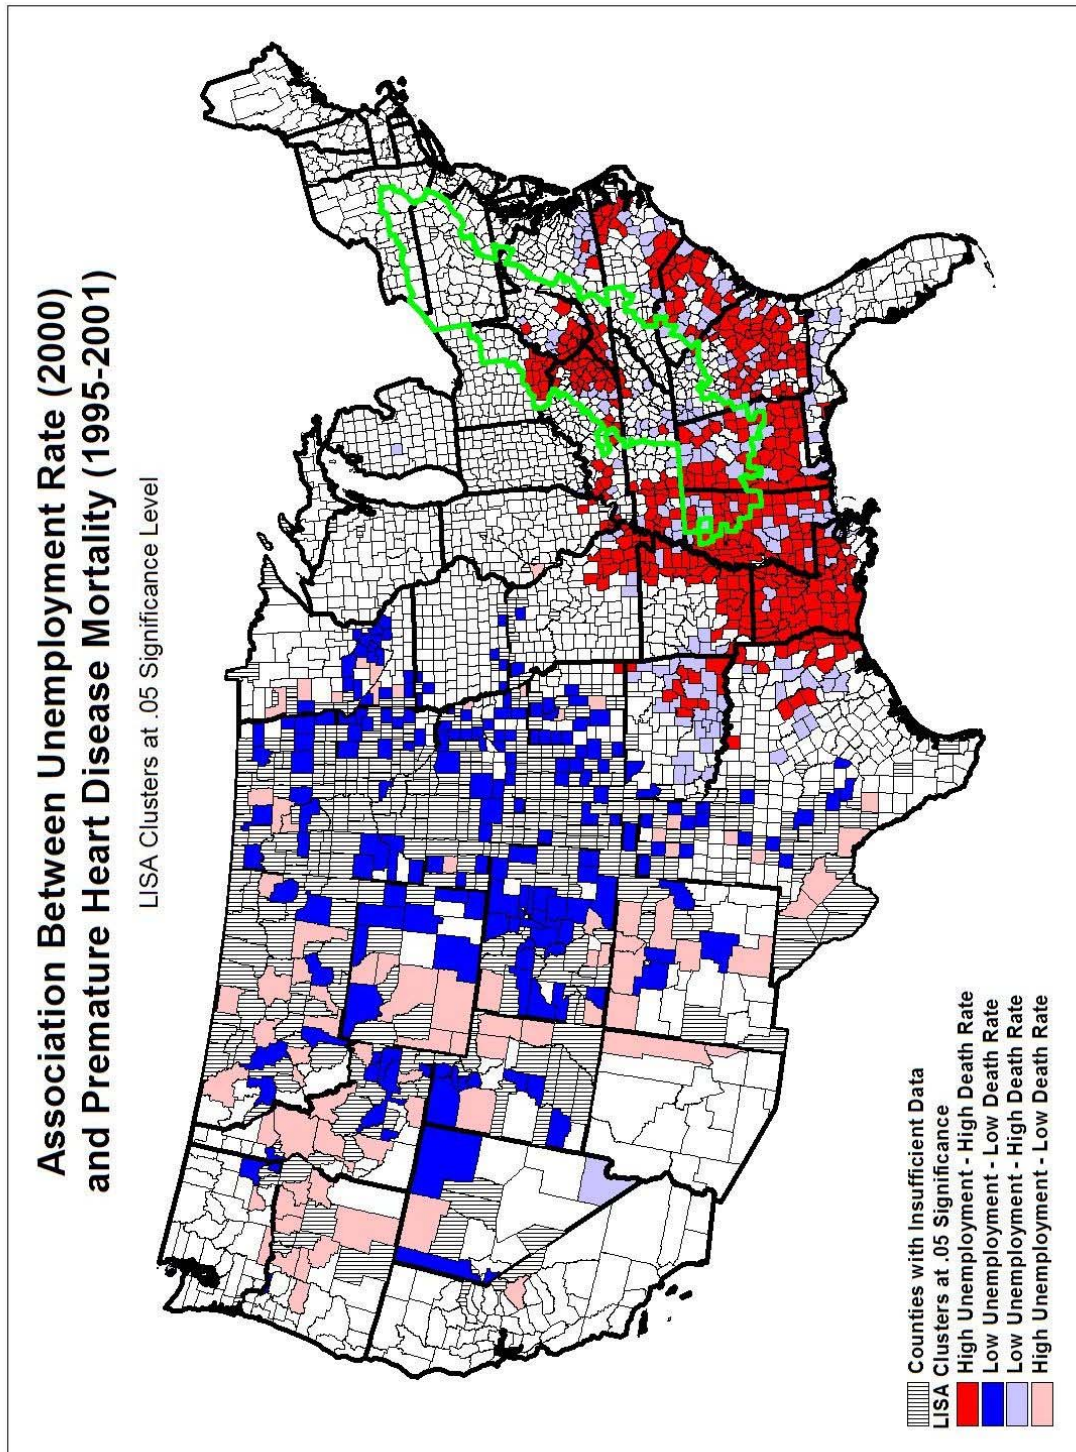 Association Between Unemployment Rate (2000)
and Premature Heart Disease Mortality (1995-2001)
LISA Clusters at .05 Significance Level
Counties with Insufficient Data
LISA Clusters at .05 Significance
High Unemployment - High Death Rate
Low Unemployment - Low Death Rate
Low Unemployment - High Death Rate
High Unemployment - Low Death Rate